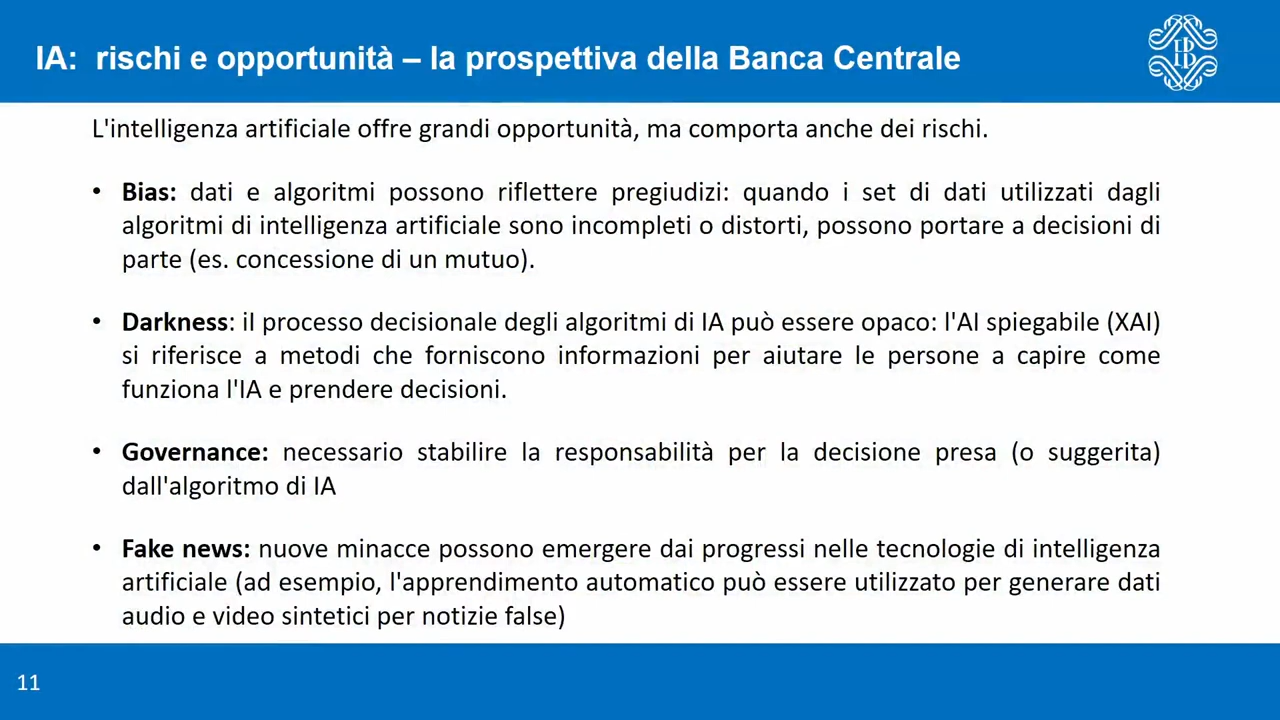 IA: rischi e opportunità – la prospettiva della Banca Centrale
L'intelligenza artificiale offre grandi opportunità, ma comporta anche dei rischi.
• Bias: dati e algoritmi possono riflettere pregiudizi: quando i set di dati utilizzati dagli
algoritmi di intelligenza artificiale sono incompleti o distorti, possono portare a decisioni di
parte (es. concessione di un mutuo).
• Darkness: il processo decisionale degli algoritmi di IA può essere opaco: l'AI spiegabile (XAI)
si riferisce a metodi che forniscono informazioni per aiutare le persone a capire come
funziona l'IA e prendere decisioni.
• Governance: necessario stabilire la responsabilità per la decisione presa (o suggerita)
dall'algoritmo di IA
• Fake news: nuove minacce possono emergere dai progressi nelle tecnologie di intelligenza
artificiale (ad esempio, l'apprendimento automatico può essere utilizzato per generare dati
audio e video sintetici per notizie false)
11